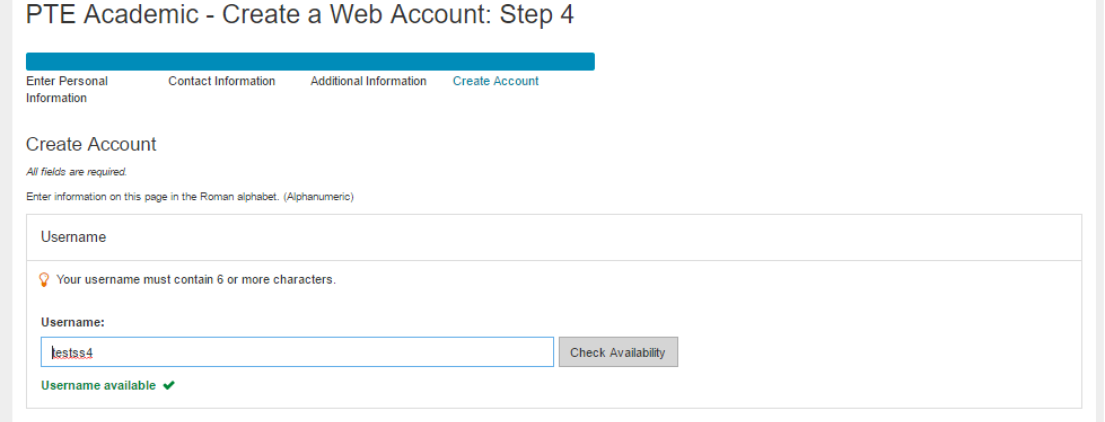 PTE Academic - Create a Web Account: Step 4
Enter Personal Information
Contact Information
Additional Information
Create Account
Create Account
All fields are required.
Enter information on this page in the Roman alphabet. (Alphanumeric)
Username
Your username must contain 6 or more characters.
Username:
testss4
Check Availability
Username available